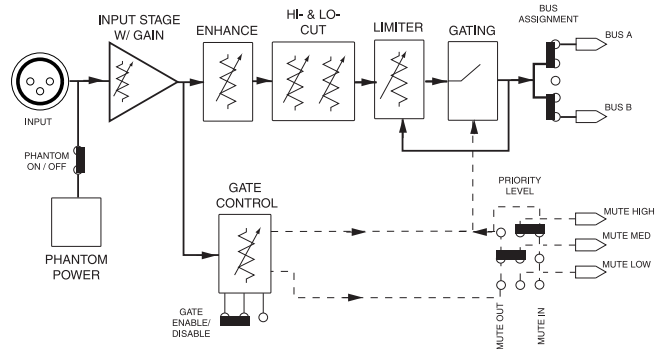 INPUT STAGE
W/ GAIN
ENHANCE
HI- & LO-
CUT
LIMITER
GATING
BUS
ASSIGNMENT
BUS A
BUS B
INPUT
PHANTOM
ON / OFF
PHANTOM
POWER
GATE
CONTROL
GATE
ENABLE/
DISABLE
PRIORITY
LEVEL
MUTE HIGH
MUTE MED
MUTE LOW
MUTE OUT
MUTE IN